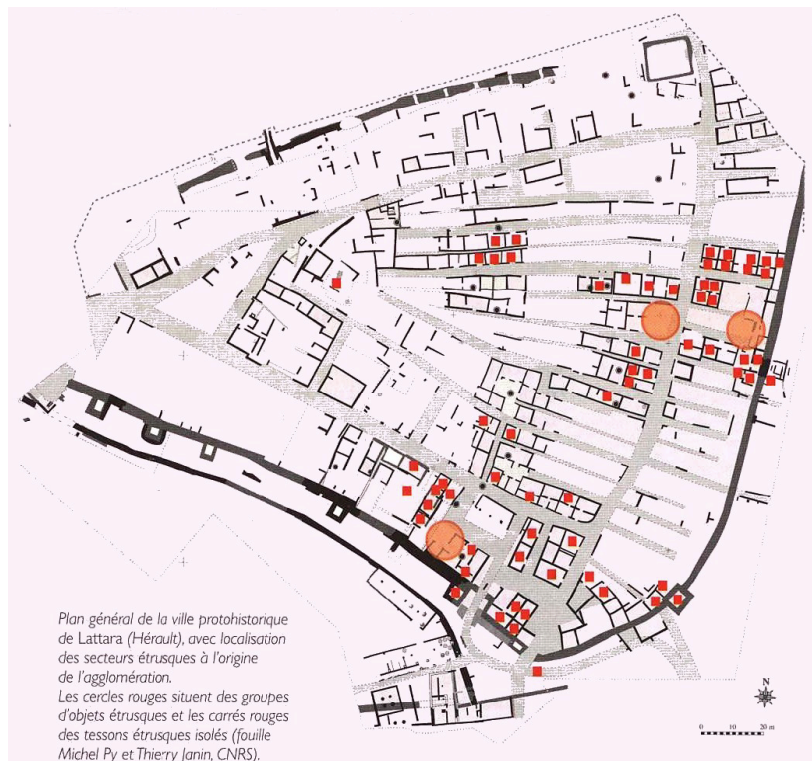 Plan général de la ville protohistorique
de Lattara (Hérault), avec localisation
des secteurs étrusques à l'origine
de l'agglomération.
Les cercles rouges situent des groupes
d'objets étrusques et les carrés rouges
des tessons étrusques isolés (fouille
Michel Py et Thierry Janin, CNRS).
N
0 10 20 m